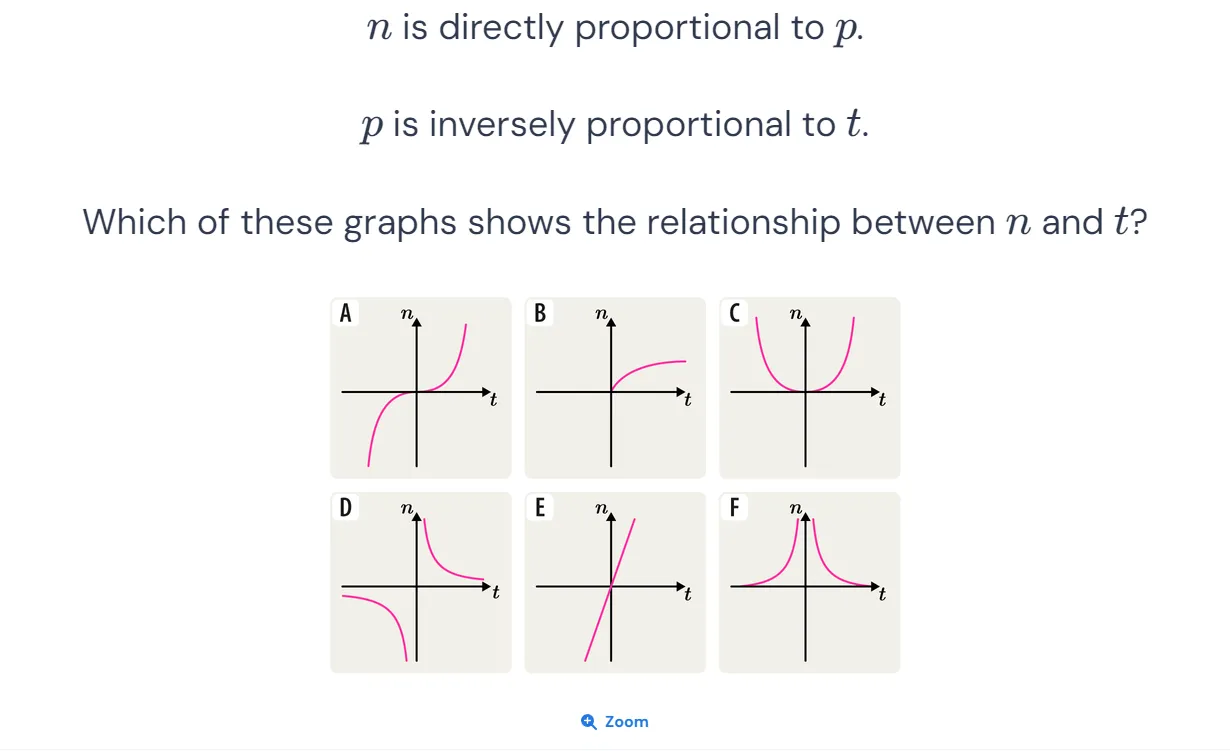 n is directly proportional to p.
p is inversely proportional to t.
Which of these graphs shows the relationship between n and t?
A n t
B n t
C n t
D n t
E n t
F n t
Zoom